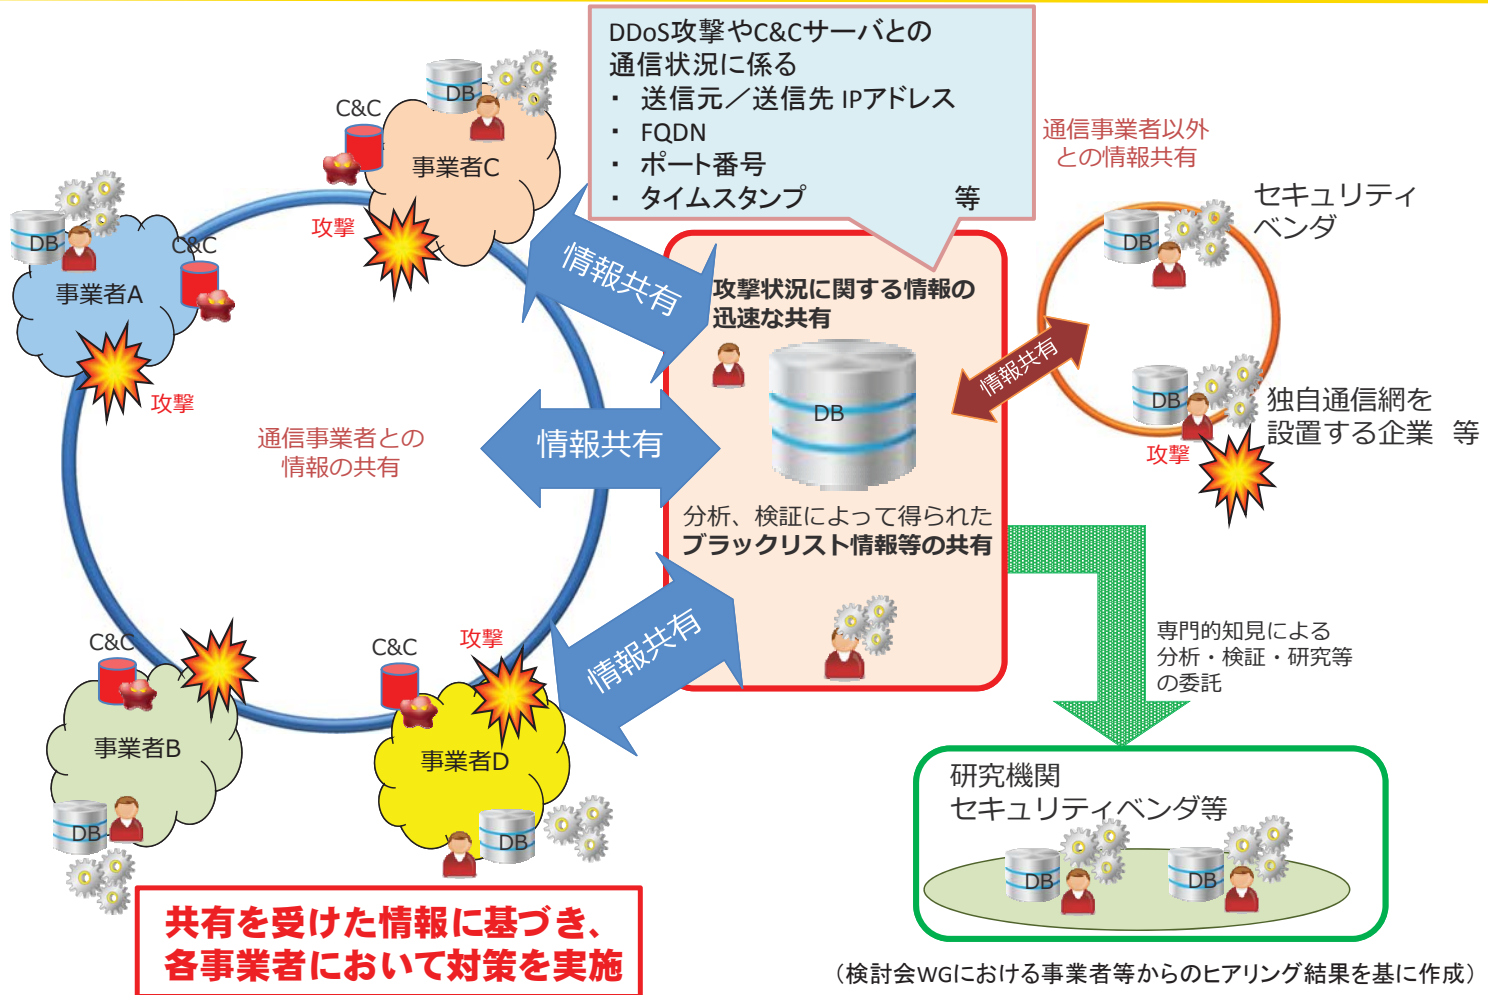 DDoS攻撃やC&Cサーバとの
通信状況に係る
・ 送信元／送信先 IPアドレス
・ FQDN
・ ポート番号
・ タイムスタンプ 等
C&C
DB
事業者C
攻撃
DB
C&C
事業者A
攻撃
通信事業者との
情報の共有
情報共有
情報共有
情報共有
攻撃状況に関する情報の
迅速な共有
DB
分析、検証によって得られた
ブラックリスト情報等の共有
通信事業者以外
との情報共有
セキュリティ
ベンダ
DB
情報共有
DB
独自通信網を
設置する企業 等
攻撃
C&C
事業者B
DB
C&C
攻撃
事業者D
DB
専門的知見による
分析・検証・研究等
の委託
研究機関
セキュリティベンダ等
DB
DB
共有を受けた情報に基づき、
各事業者において対策を実施
（検討会WGにおける事業者等からのヒアリング結果を基に作成）